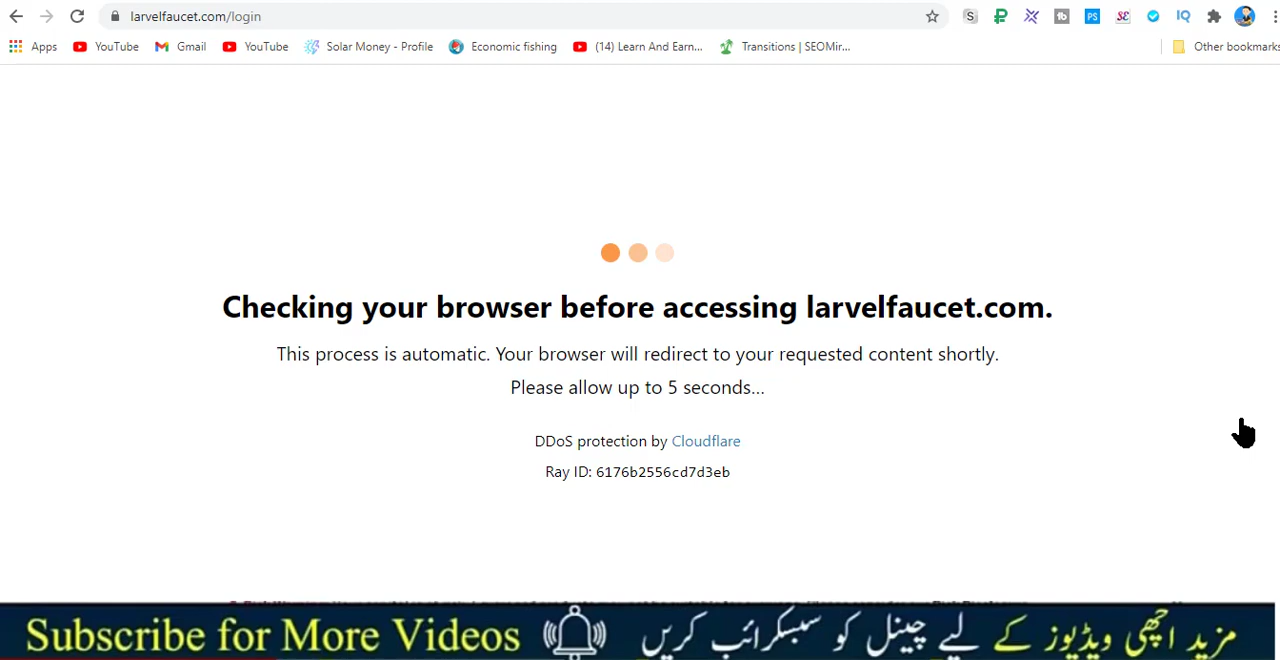 larvelfaucet.com/login
Apps YouTube Gmail YouTube Solar Money - Profile Economic fishing (14) Learn And Earn... Transitions | SEOMir... Other bookmarks
Checking your browser before accessing larvelfaucet.com.
This process is automatic. Your browser will redirect to your requested content shortly.
Please allow up to 5 seconds...
DDoS protection by Cloudflare
Ray ID: 6176b2556cd7d3eb
Subscribe for More Videos مزید اچھی ویڈیوز کے لیے چینل کو سبسکرائب کریں